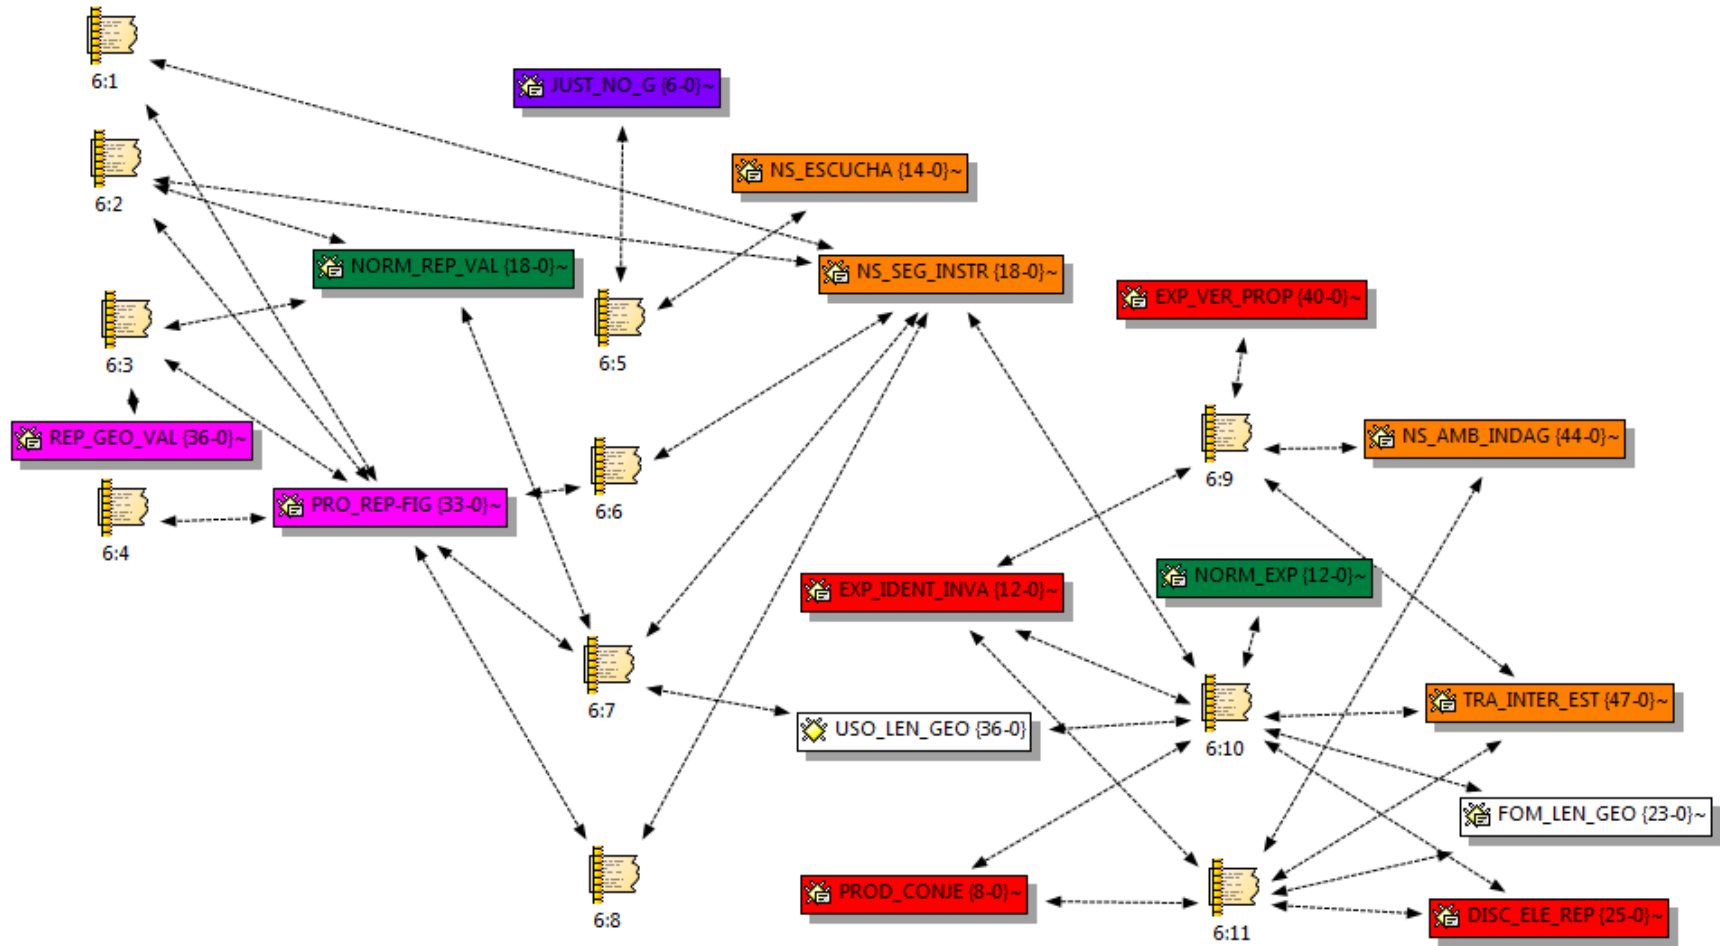 6:1
JUST_NO_G {6-0}~
6:2
NS_ESCUCHA {14-0}~
NORM_REP_VAL {18-0}~
NS_SEG_INSTR {18-0}~
EXP_VER_PROP {40-0}~
6:3
6:5
REP_GEO_VAL {36-0}~
NS_AMB_INDAG {44-0}~
6:9
PRO_REP-FIG {33-0}~
6:6
6:4
EXP_IDENT_INVA {12-0}~
NORM_EXP {12-0}~
6:7
TRA_INTER_EST {47-0}~
USO_LEN_GEO {36-0}
6:10
FOM_LEN_GEO {23-0}~
PROD_CONJE {8-0}~
6:8
DISC_ELE_REP {25-0}~
6:11